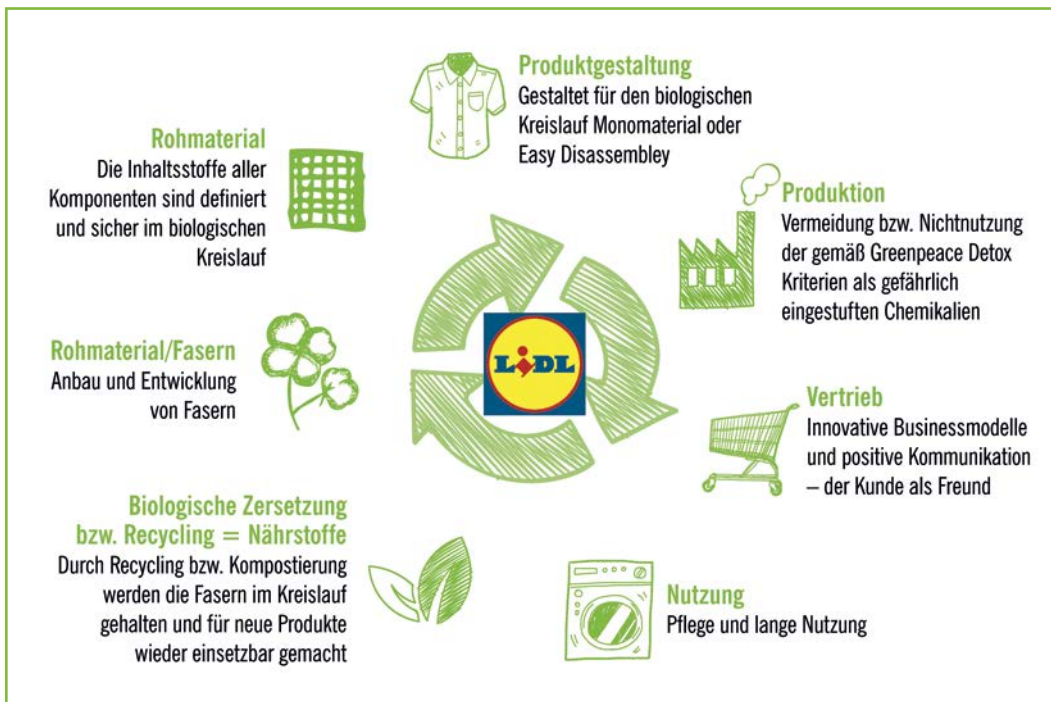 Produktgestaltung
Gestaltet für den biologischen
Kreislauf Monomaterial oder
Easy Disassembley
Produktion
Vermeidung bzw. Nichtnutzung
der gemäß Greenpeace Detox
Kriterien als gefährlich
eingestuften Chemikalien
Vertrieb
Innovative Businessmodelle
und positive Kommunikation
– der Kunde als Freund
Nutzung
Pflege und lange Nutzung
Biologische Zersetzung
bzw. Recycling = Nährstoffe
Durch Recycling bzw. Kompostierung
werden die Fasern im Kreislauf
gehalten und für neue Produkte
wieder einsetzbar gemacht
Rohmaterial/Fasern
Anbau und Entwicklung
von Fasern
Rohmaterial
Die Inhaltsstoffe aller
Komponenten sind definiert
und sicher im biologischen
Kreislauf
LIDL